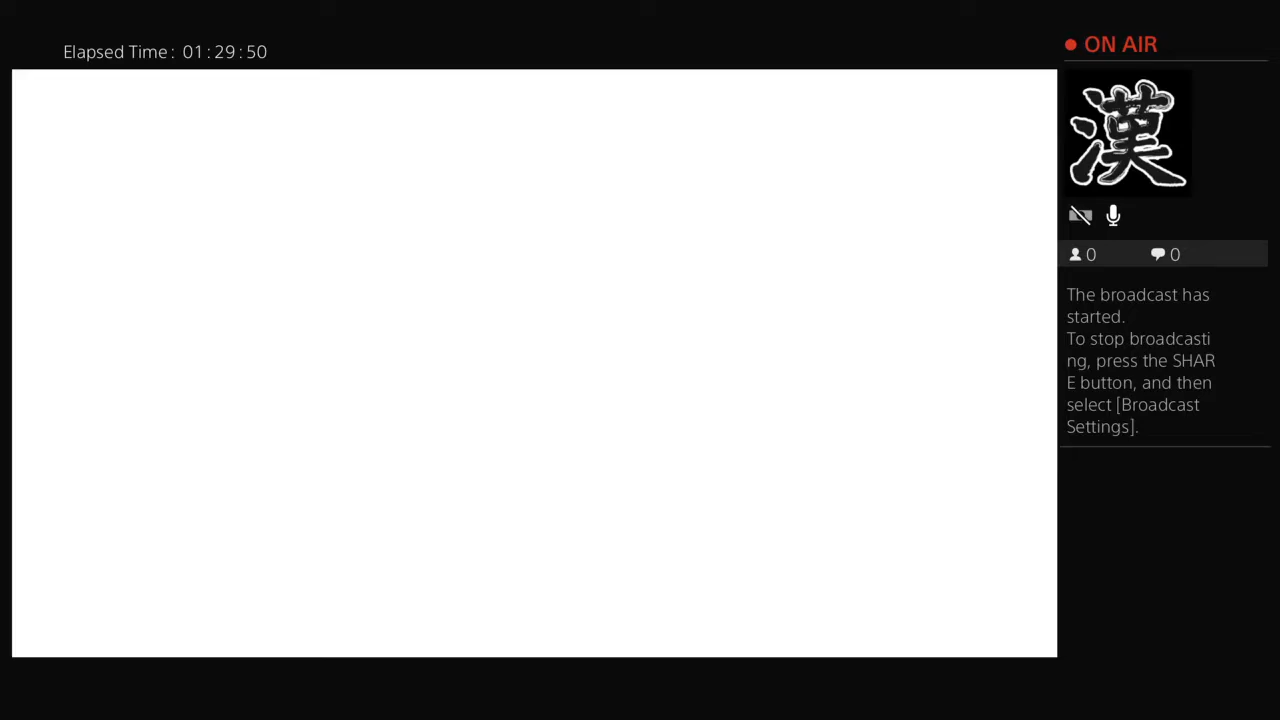 Elapsed Time: 01:29:50
ON AIR
漢
0 0
The broadcast has
started.
To stop broadcasti
ng, press the SHAR
E button, and then
select [Broadcast
Settings].